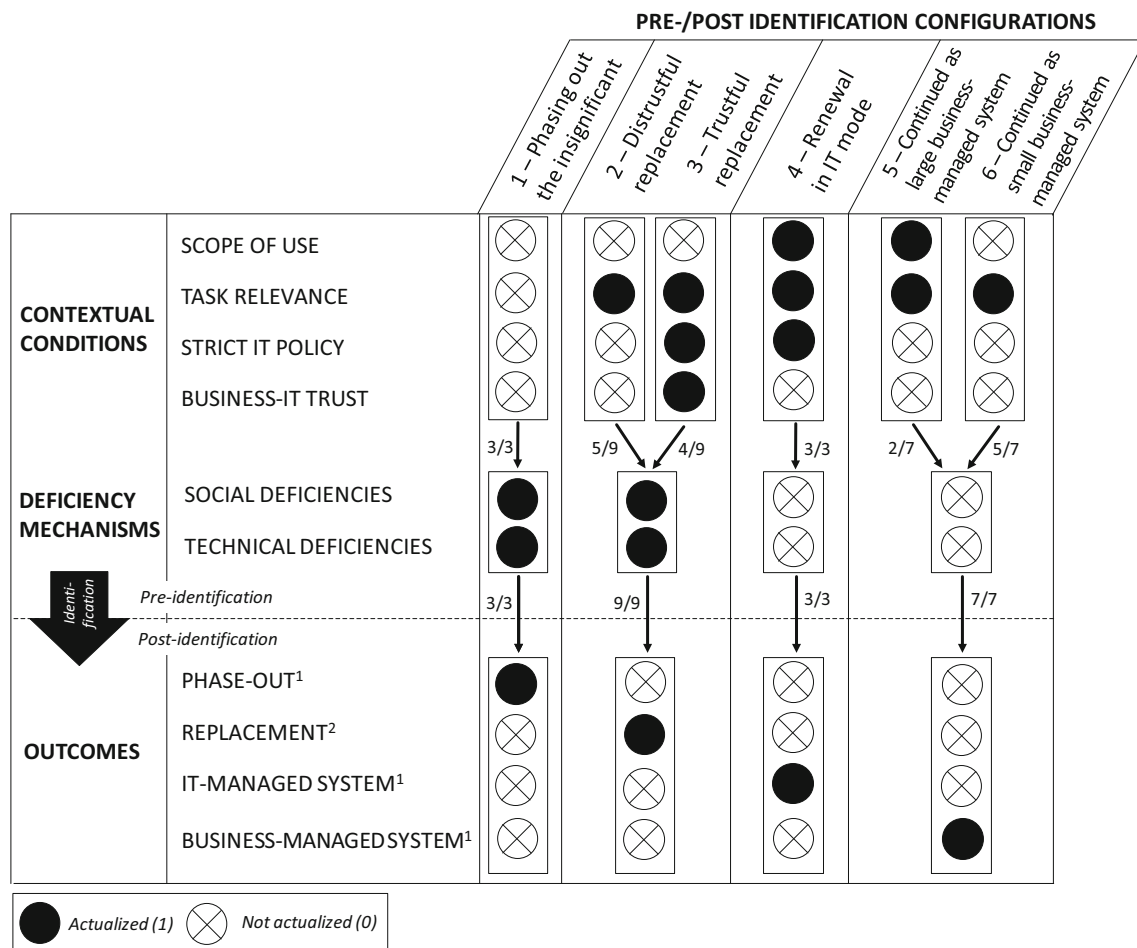 PRE-/POST IDENTIFICATION CONFIGURATIONS
1 – Phasing out
the insignificant
2 – Distrustful
replacement
3 – Trustful
replacement
4 – Renewal
in IT mode
5 – Continued as
large business-
managed system
6 – Continued as
small business-
managed system
CONTEXTUAL
CONDITIONS
SCOPE OF USE
TASK RELEVANCE
STRICT IT POLICY
BUSINESS-IT TRUST
3/3
5/9
4/9
3/3
2/7
5/7
DEFICIENCY
MECHANISMS
SOCIAL DEFICIENCIES
TECHNICAL DEFICIENCIES
Identi-
fication
Pre-identification
3/3
9/9
3/3
7/7
Post-identification
OUTCOMES
PHASE-OUT¹
REPLACEMENT²
IT-MANAGED SYSTEM¹
BUSINESS-MANAGED SYSTEM¹
Actualized (1)
Not actualized (0)